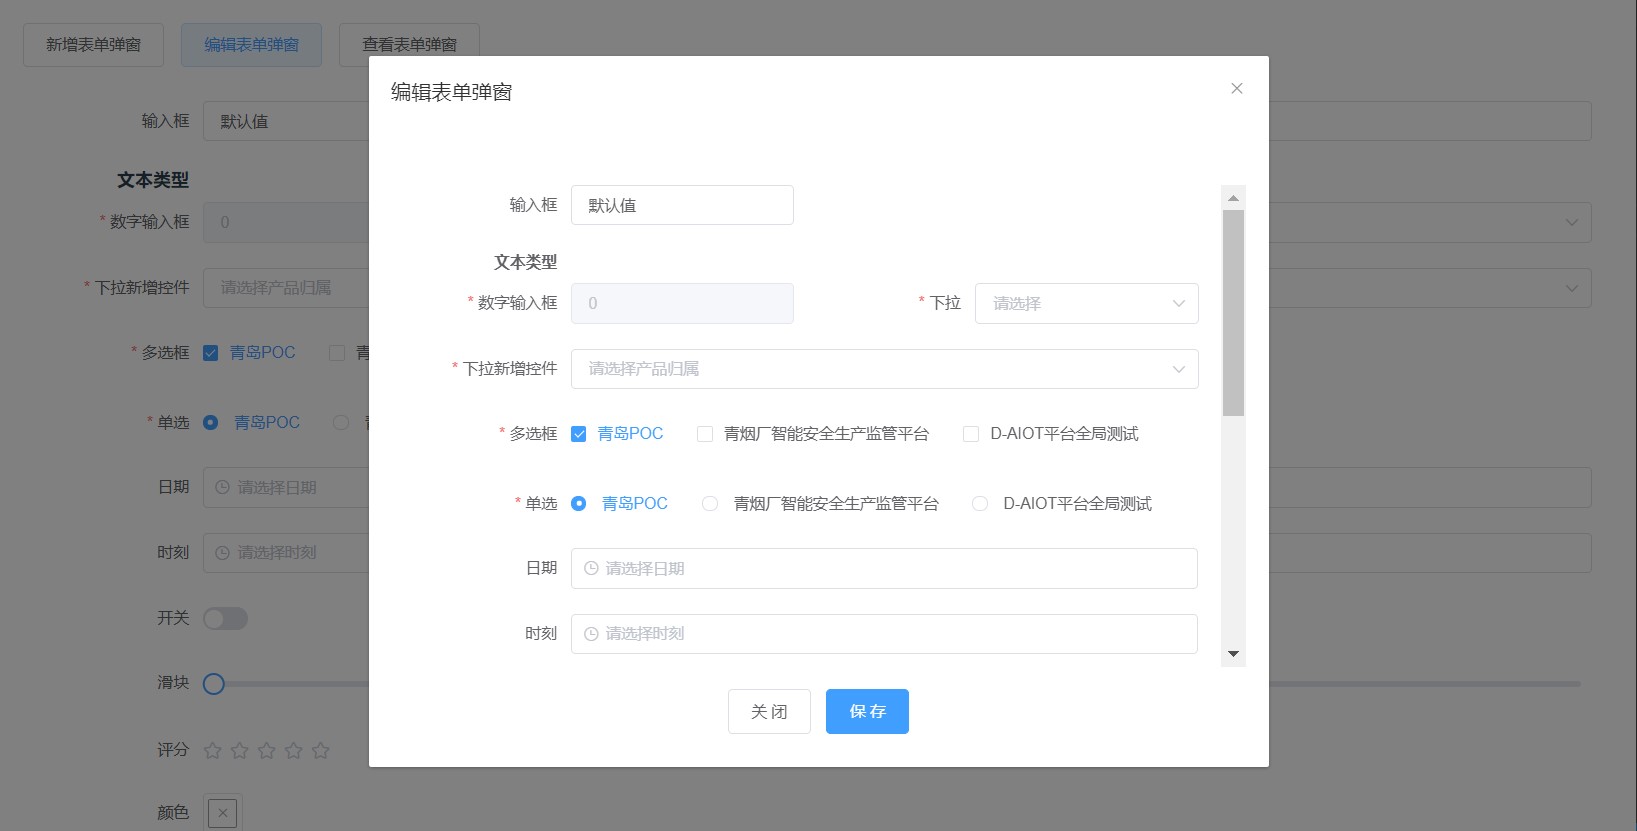 新增表单弹窗
编辑表单弹窗
查看表单弹窗
输入框 默认值
文本类型
* 数字输入框 0
* 下拉新增控件 请选择产品归属
* 多选框 青岛POC
* 单选 青岛POC
日期 请选择日期
时刻 请选择时刻
开关
滑块
评分
颜色
编辑表单弹窗
输入框 默认值
文本类型
* 数字输入框 0 * 下拉 请选择
* 下拉新增控件 请选择产品归属
* 多选框 青岛POC 青烟厂智能安全生产监管平台 D-AIOT平台全局测试
* 单选 青岛POC 青烟厂智能安全生产监管平台 D-AIOT平台全局测试
日期 请选择日期
时刻 请选择时刻
关闭 保存